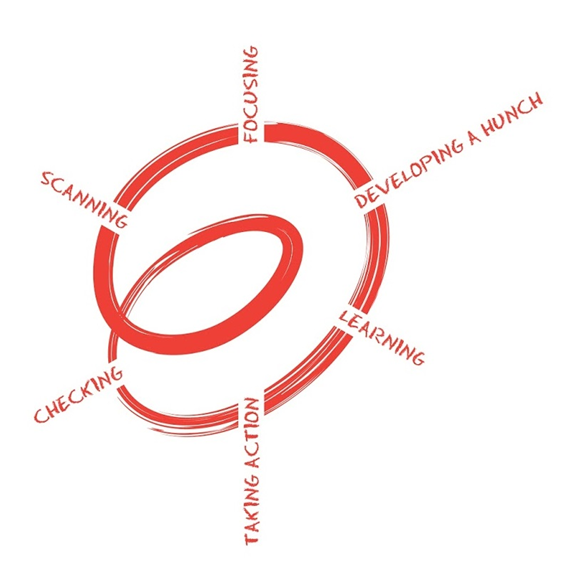 SCANNING
FOCUSING
DEVELOPING A HUNCH
LEARNING
TAKING ACTION
CHECKING